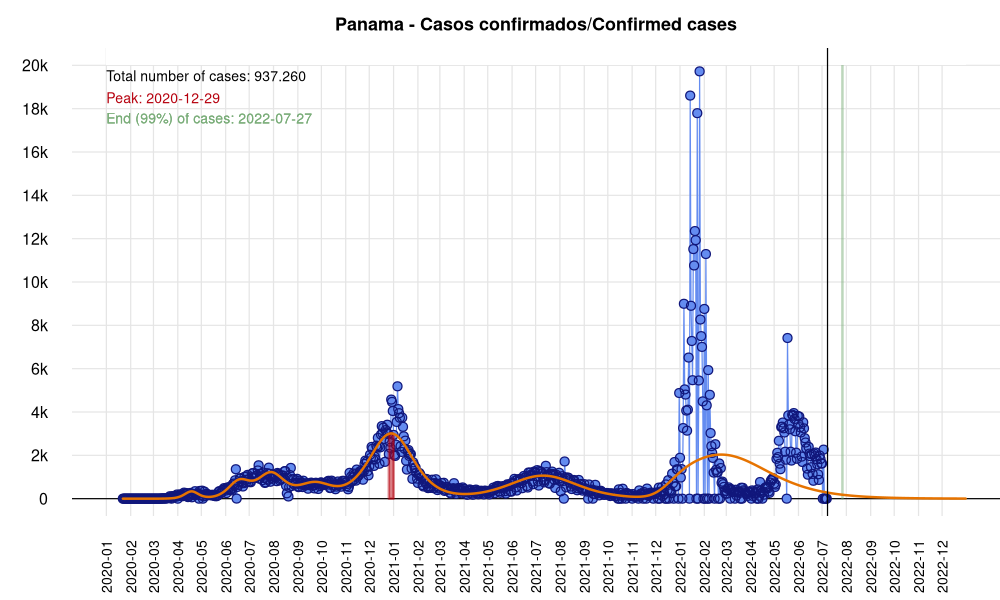 Panama - Casos confirmados/Confirmed cases
20k
18k
16k
14k
12k
10k
8k
6k
4k
2k
0
Total number of cases: 937.260
Peak: 2020-12-29
End (99%) of cases: 2022-07-27
2020-01
2020-02
2020-03
2020-04
2020-05
2020-06
2020-07
2020-08
2020-09
2020-10
2020-11
2020-12
2021-01
2021-02
2021-03
2021-04
2021-05
2021-06
2021-07
2021-08
2021-09
2021-10
2021-11
2021-12
2022-01
2022-02
2022-03
2022-04
2022-05
2022-06
2022-07
2022-08
2022-09
2022-10
2022-11
2022-12